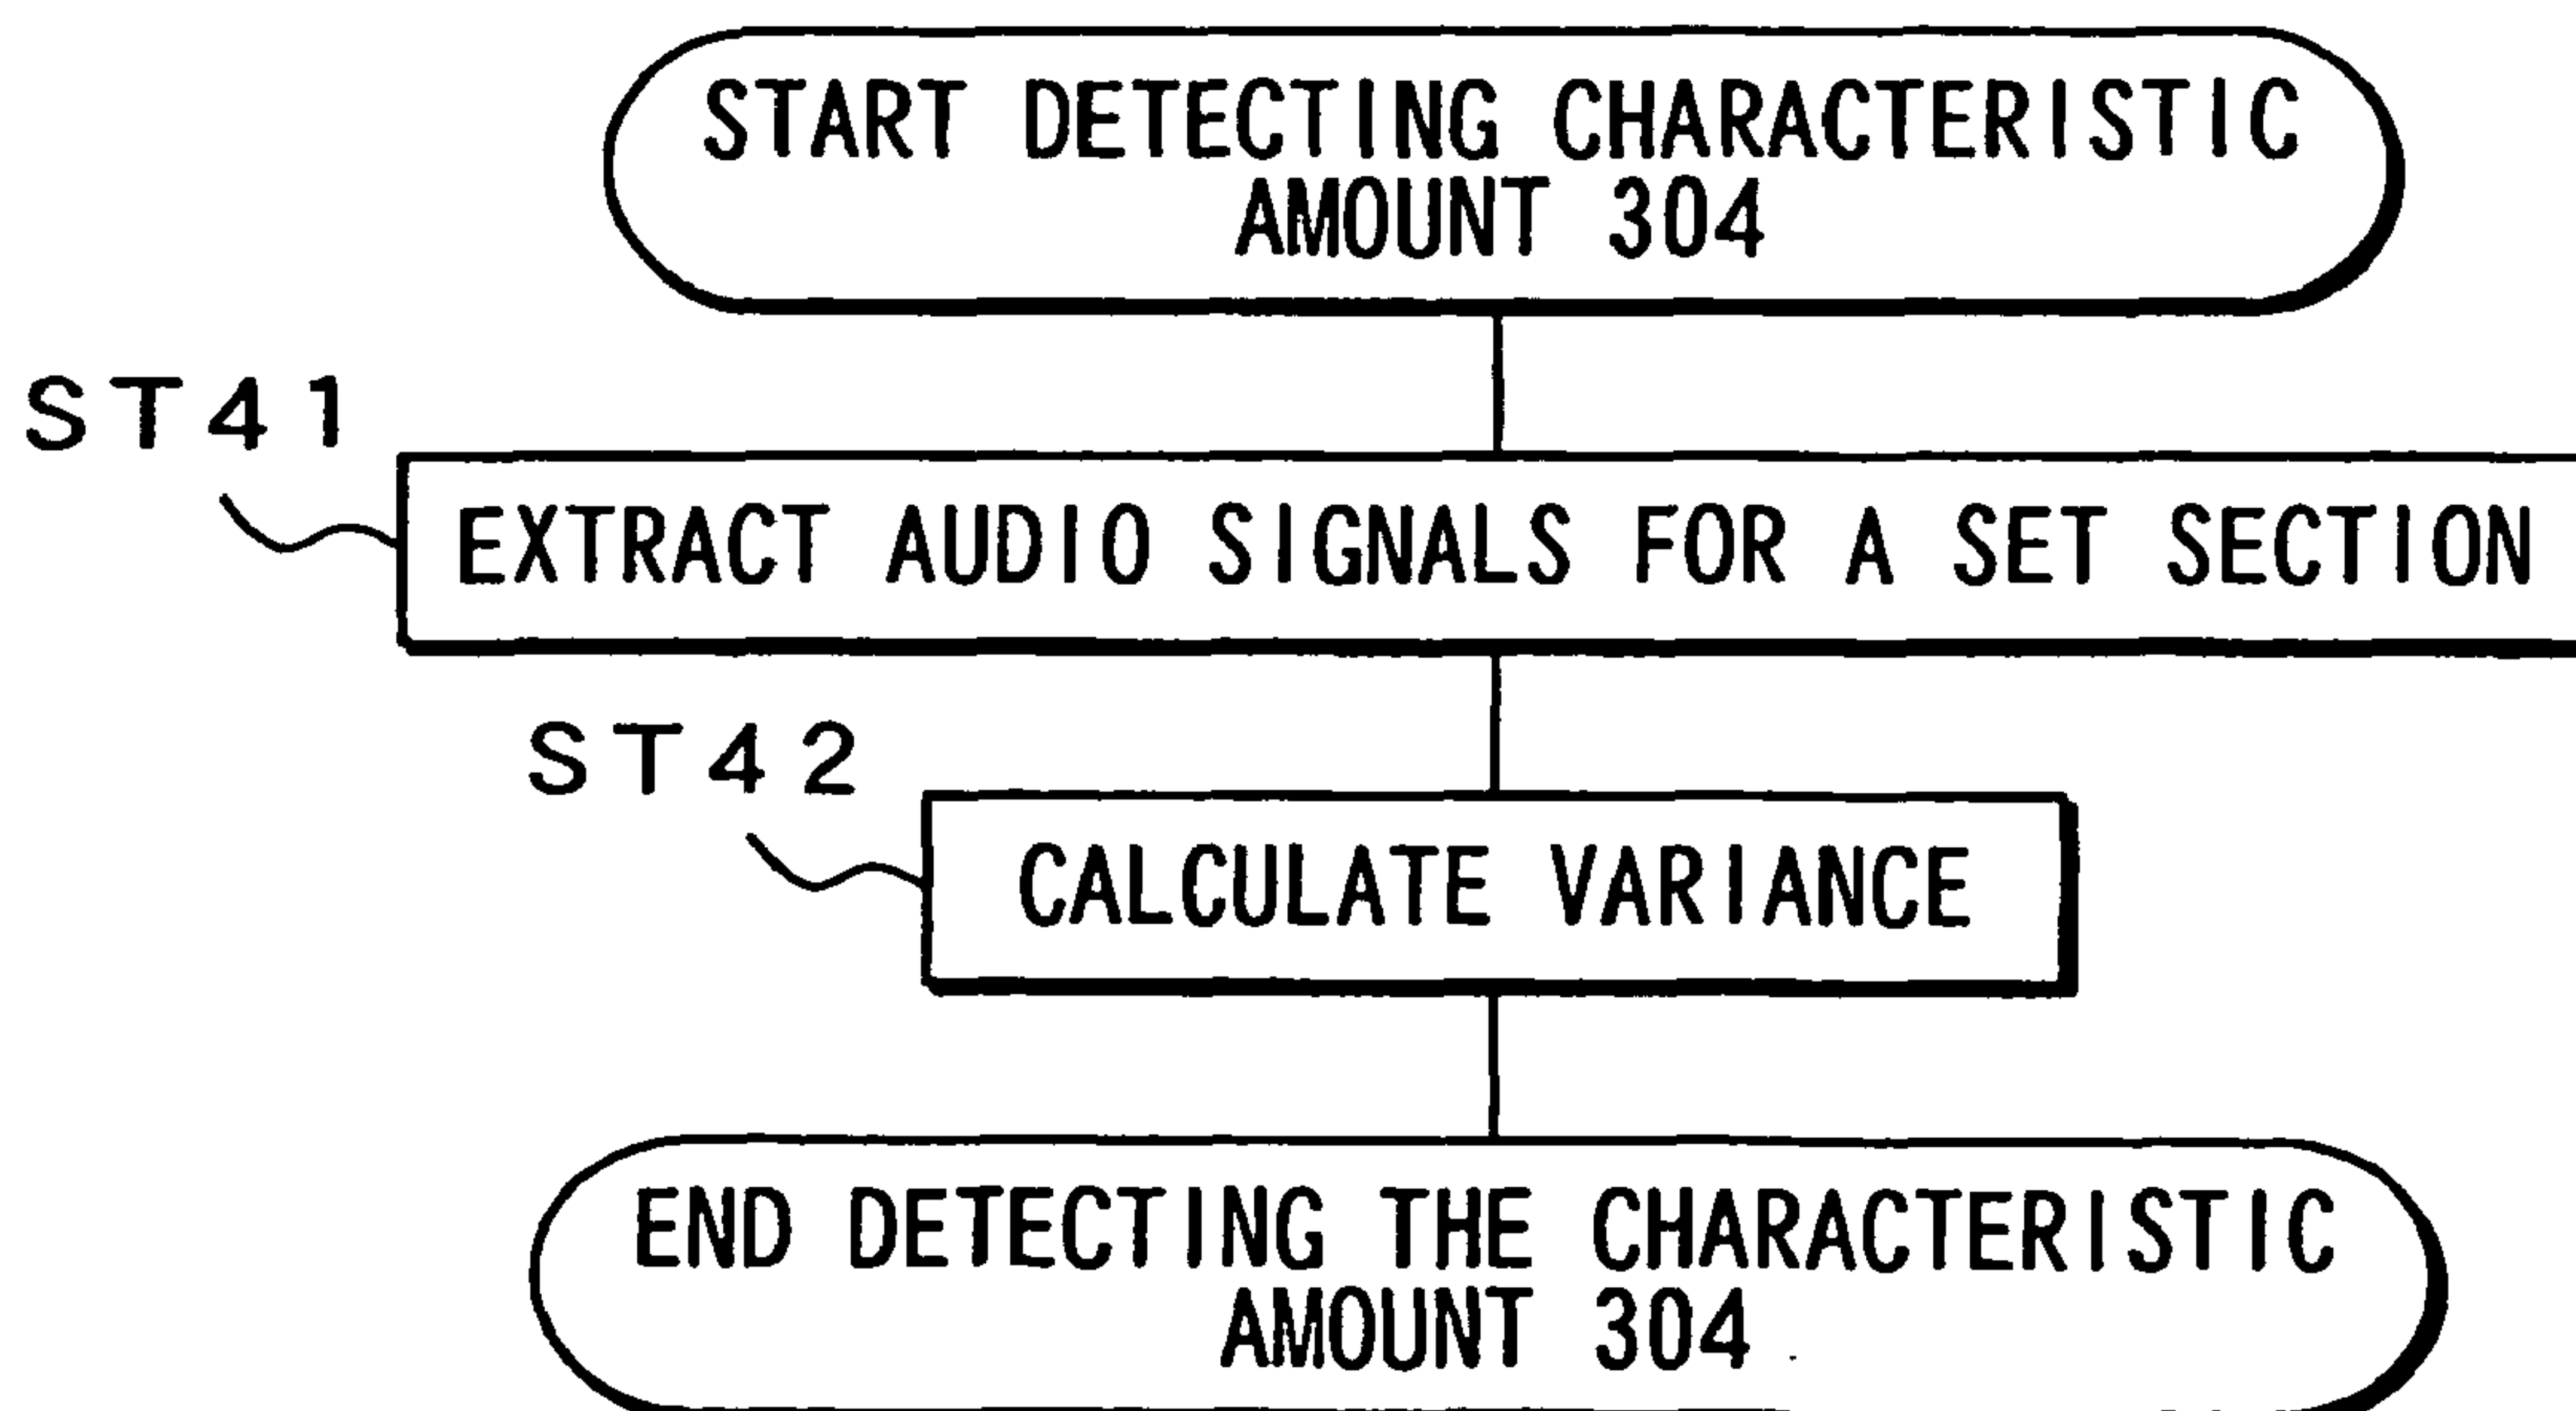 START DETECTING CHARACTERISTIC
AMOUNT 304
ST41
EXTRACT AUDIO SIGNALS FOR A SET SECTION
ST42
CALCULATE VARIANCE
END DETECTING THE CHARACTERISTIC
AMOUNT 304